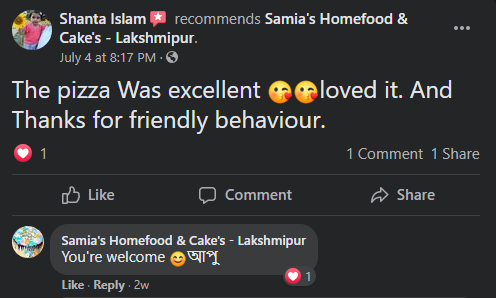 Shanta Islam recommends Samia's Homefood &
Cake's - Lakshmipur.
July 4 at 8:17 PM ·
The pizza Was excellent 😘😘loved it. And
Thanks for friendly behaviour.
1
1 Comment 1 Share
Like Comment Share
Samia's Homefood & Cake's - Lakshmipur
You're welcome 😊আপু
1
Like · Reply · 2w